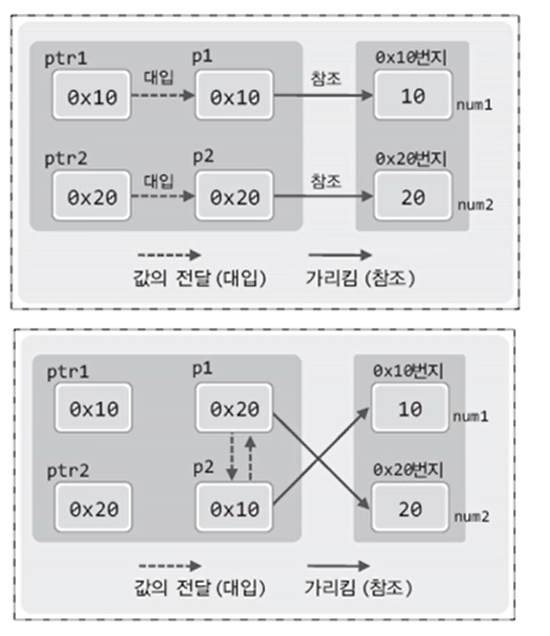 ptr1 p1 0x10번지
0x10 대입 0x10 참조 10 num1
ptr2 p2 0x20번지
0x20 대입 0x20 참조 20 num2
값의 전달(대입) 가리킴(참조)
ptr1 p1 0x10번지
0x10 0x20 10 num1
ptr2 p2 0x20번지
0x20 0x10 20 num2
값의 전달(대입) 가리킴(참조)